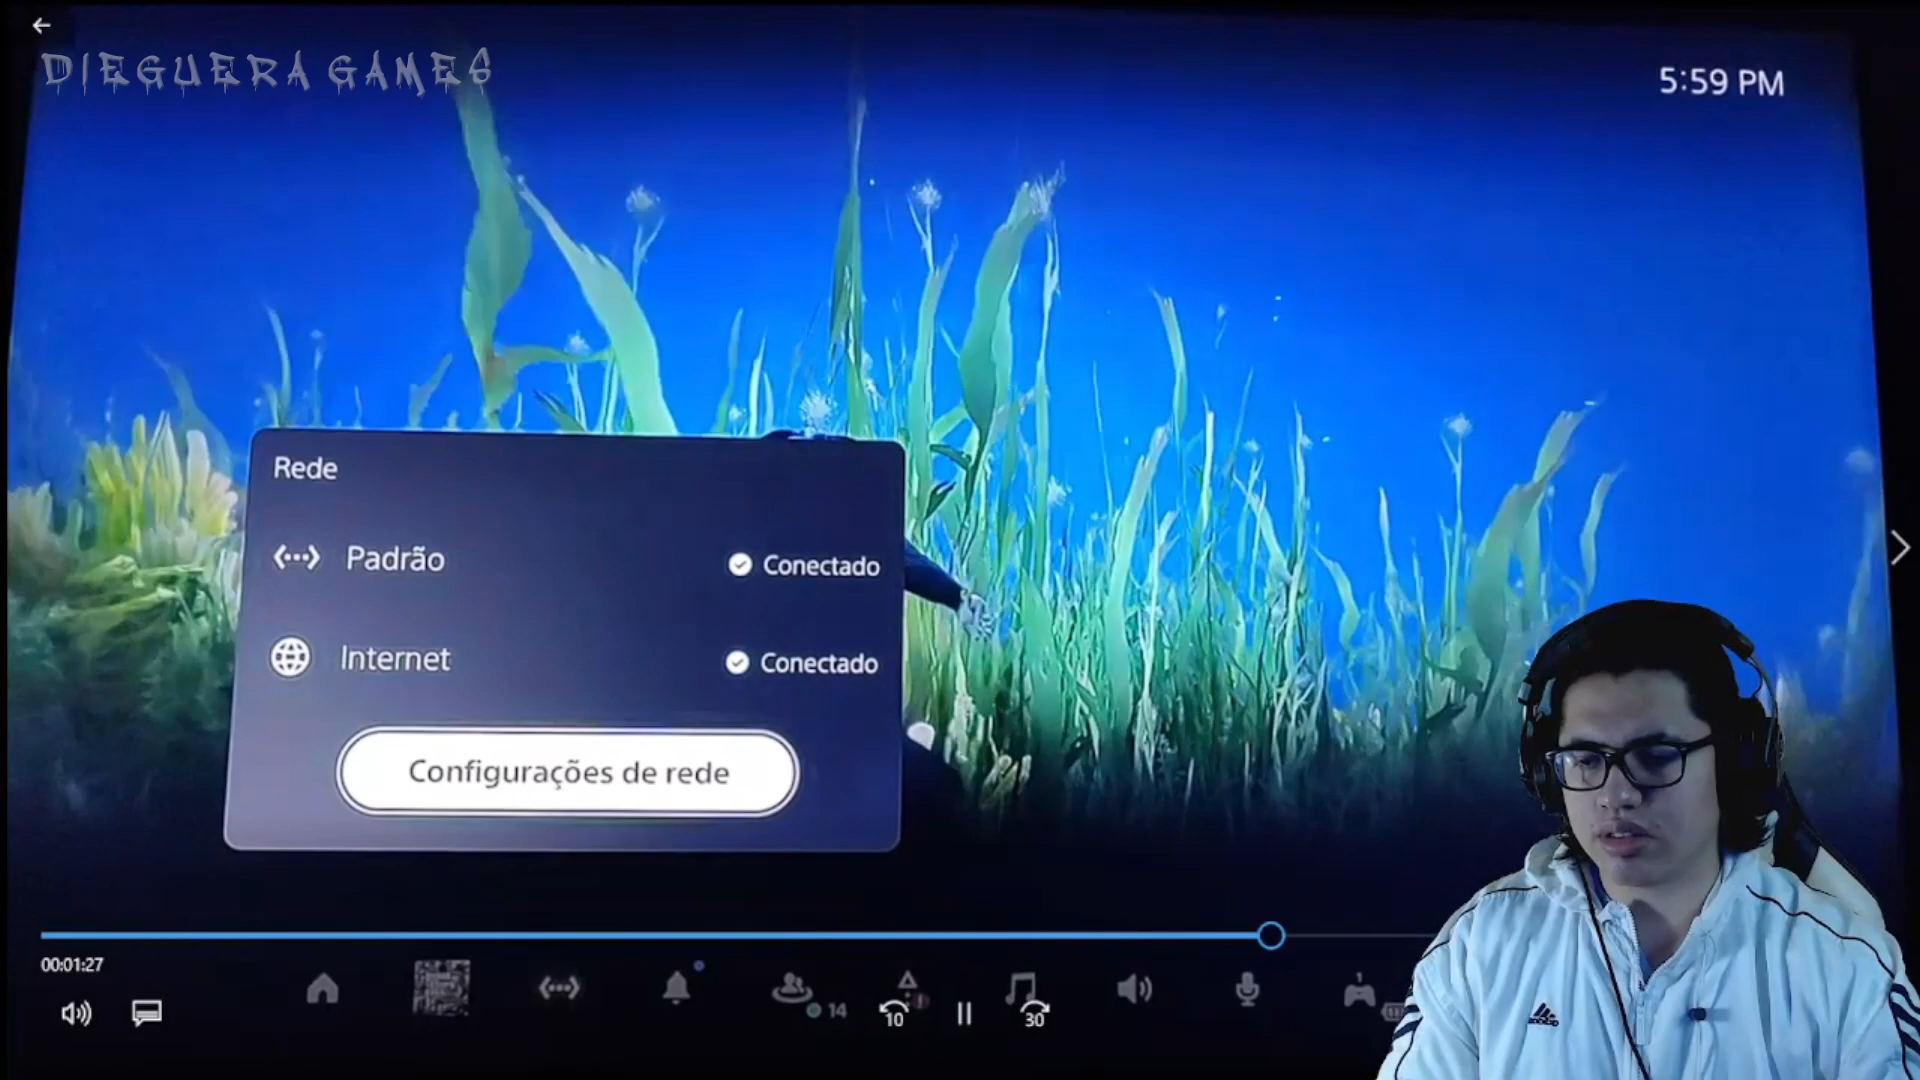 DIEGUERA GAMES
5:59 PM
Rede
Padrão
Conectado
Internet
Conectado
Configurações de rede
00:01:27
14
10
30
adidas